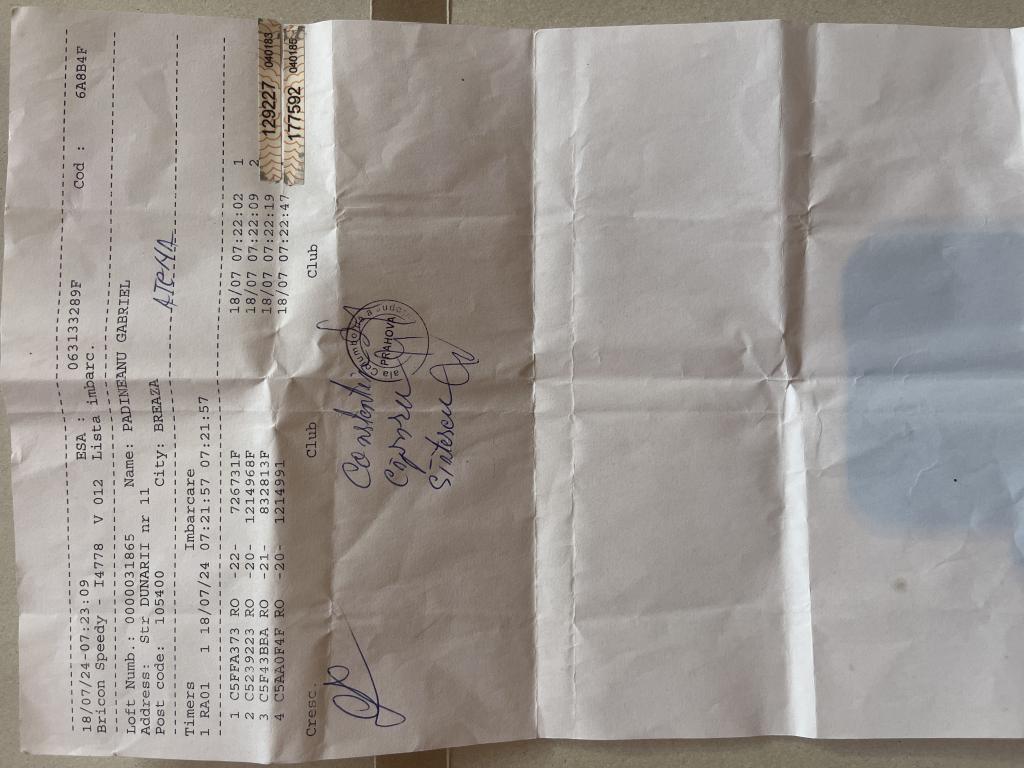 18/07/24-07:23:09 ESA : 063133289F Cod : 6A8B4F
Bricon Speedy - I4778 V 012 Lista imbarc.
Loft Numb.: 0000031865 Name: PADINEANU GABRIEL
Address: str DUNARII nr 11
Post code: 105400 City: BREAZA
Timers Imbarcare
1 RA01 1 18/07/24 07:21:57 07:21:57
1 C5FFA373 RO -22- 726731F 18/07 07:22:02 1
2 C5239223 RO -20- 1214968F 18/07 07:22:09 2
3 C5F43BBA RO -21- 832813F 18/07 07:22:19
4 C5AA0F4F RO -20- 1214991 18/07 07:22:47
129227 040183
177592 040185
Cresc. Club Club
Constantin
PRAHOVA